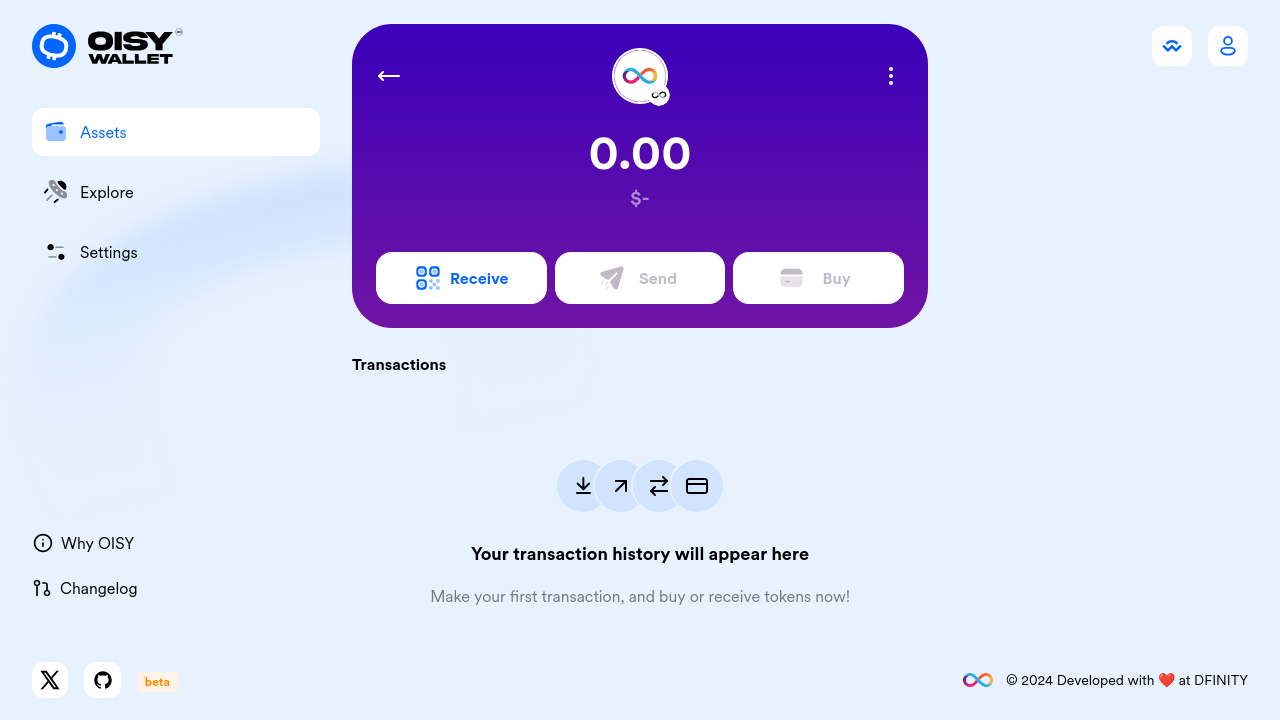 OISY
WALLET
Assets
Explore
Settings
0.00
$-
Receive
Send
Buy
Transactions
Your transaction history will appear here
Make your first transaction, and buy or receive tokens now!
Why OISY
Changelog
beta
© 2024 Developed with ❤️ at DFINITY